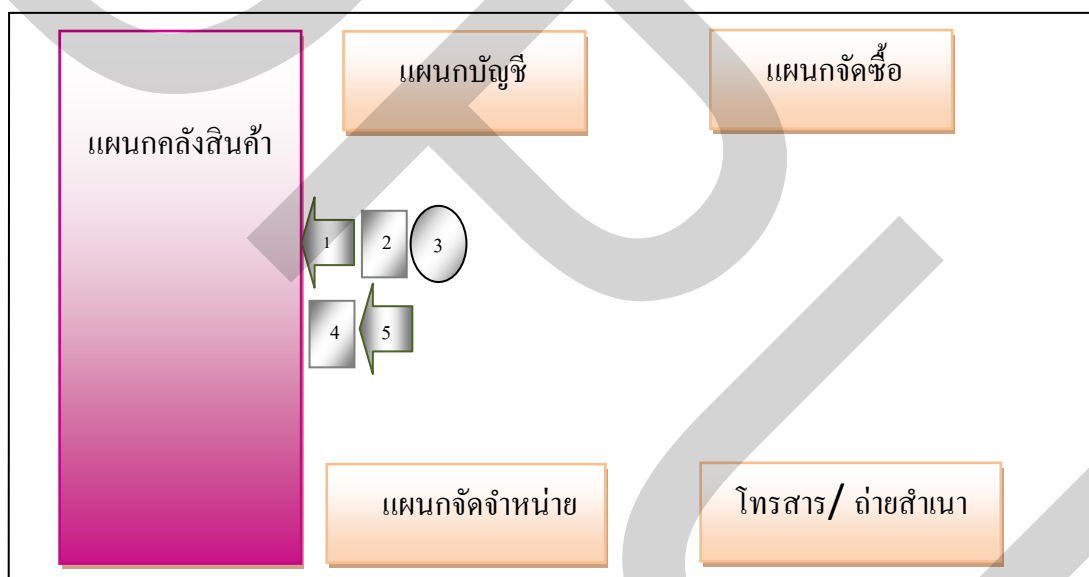 แผนกบัญชี
แผนกจัดซื้อ
แผนกคลังสินค้า
1 2 3
4 5
แผนกจัดจำหน่าย
โทรสาร/ ถ่ายสำเนา